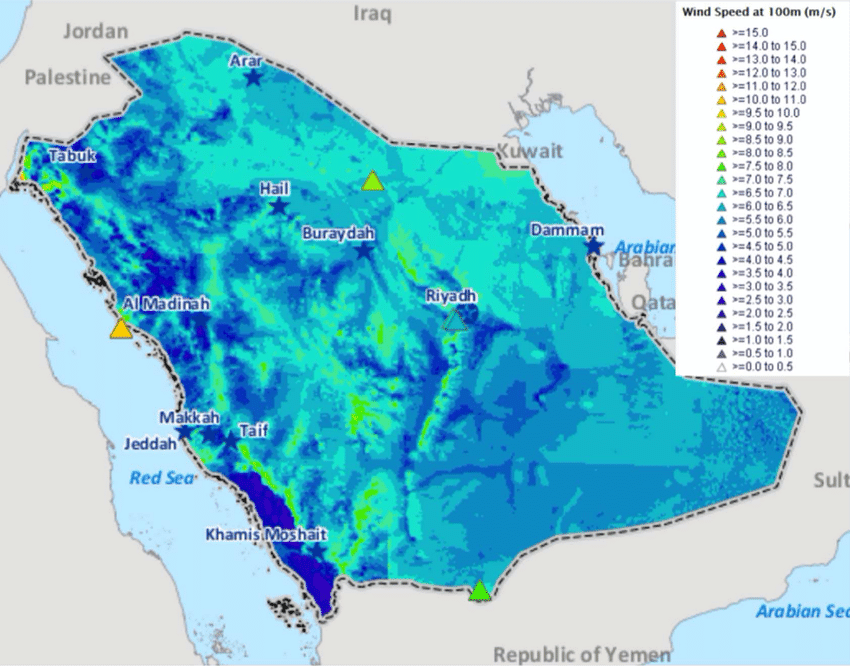 Wind Speed at 100m (m/s)
>=15.0
>=14.0 to 15.0
>=13.0 to 14.0
>=12.0 to 13.0
>=11.0 to 12.0
>=10.0 to 11.0
>=9.5 to 10.0
>=9.0 to 9.5
>=8.5 to 9.0
>=8.0 to 8.5
>=7.5 to 8.0
>=7.0 to 7.5
>=6.5 to 7.0
>=6.0 to 6.5
>=5.5 to 6.0
>=5.0 to 5.5
>=4.5 to 5.0
>=4.0 to 4.5
>=3.5 to 4.0
>=3.0 to 3.5
>=2.5 to 3.0
>=2.0 to 2.5
>=1.5 to 2.0
>=1.0 to 1.5
>=0.5 to 1.0
>=0.0 to 0.5
Iraq
Jordan
Palestine
Arar
Kuwait
Tabuk
Hail
Buraydah
Dammam
Arabian
Bahra
Qata
Al Madinah
Riyadh
Makkah
Taif
Jeddah
Red Sea
Sult
Khamis Moshait
Arabian Sea
Republic of Yemen